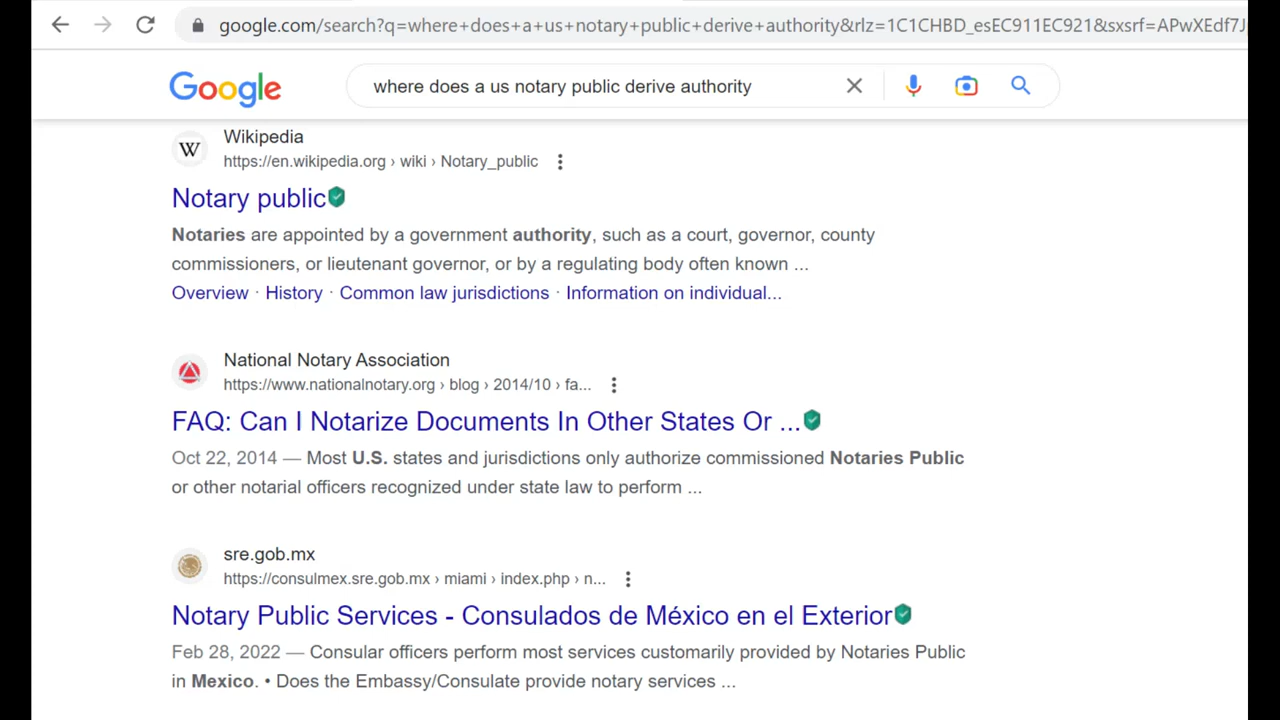 google.com/search?q=where+does+a+us+notary+public+derive+authority&rlz=1C1CHBD_esEC911EC921&sxsrf=APwXEdf7J
Google
where does a us notary public derive authority
W
Wikipedia
https://en.wikipedia.org › wiki › Notary_public
Notary public
Notaries are appointed by a government authority, such as a court, governor, county
commissioners, or lieutenant governor, or by a regulating body often known ...
Overview · History · Common law jurisdictions · Information on individual...
National Notary Association
https://www.nationalnotary.org › blog › 2014/10 › fa...
FAQ: Can I Notarize Documents In Other States Or ...
Oct 22, 2014 — Most U.S. states and jurisdictions only authorize commissioned Notaries Public
or other notarial officers recognized under state law to perform ...
sre.gob.mx
https://consulmex.sre.gob.mx › miami › index.php › n...
Notary Public Services - Consulados de México en el Exterior
Feb 28, 2022 — Consular officers perform most services customarily provided by Notaries Public
in Mexico. • Does the Embassy/Consulate provide notary services ...